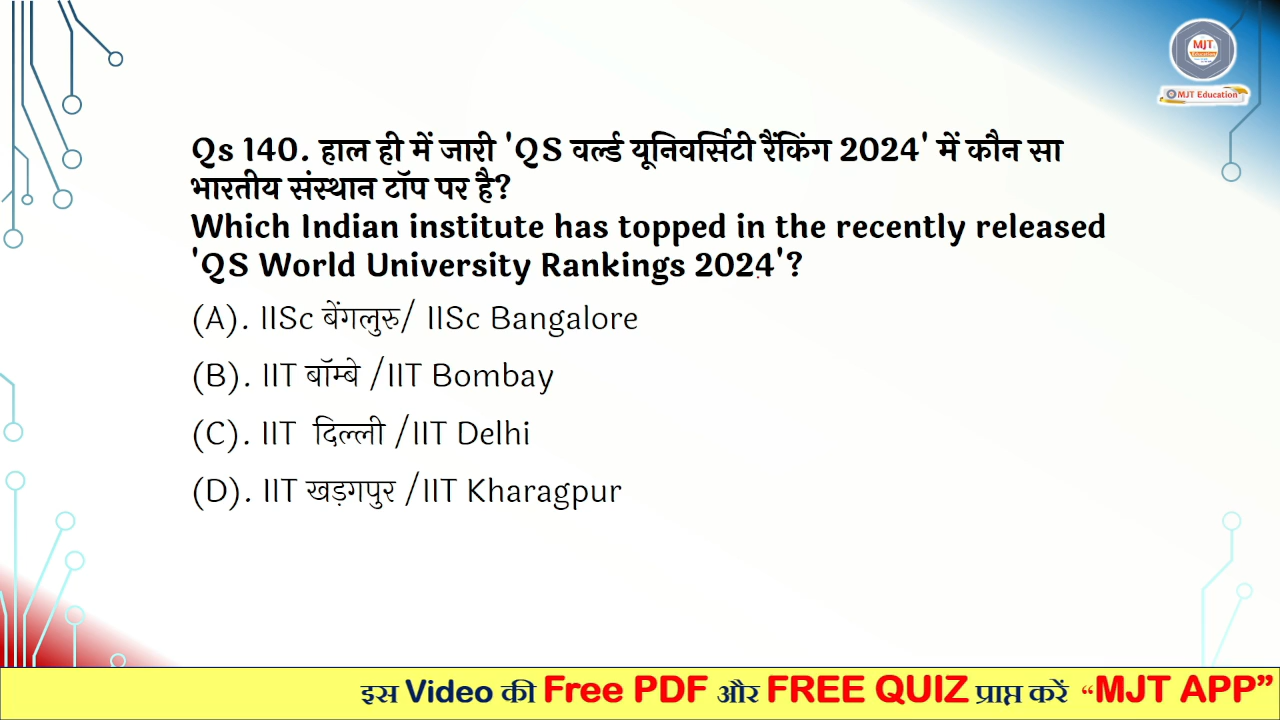 MJT
Education
MJT Education
Qs 140. हाल ही में जारी 'QS वर्ल्ड यूनिवर्सिटी रैंकिंग 2024' में कौन सा
भारतीय संस्थान टॉप पर है?
Which Indian institute has topped in the recently released
'QS World University Rankings 2024'?
(A). IISc बेंगलुरु/ IISc Bangalore
(B). IIT बॉम्बे /IIT Bombay
(C). IIT दिल्ली /IIT Delhi
(D). IIT खड़गपुर /IIT Kharagpur
इस Video की Free PDF और FREE QUIZ प्राप्त करें “MJT APP”